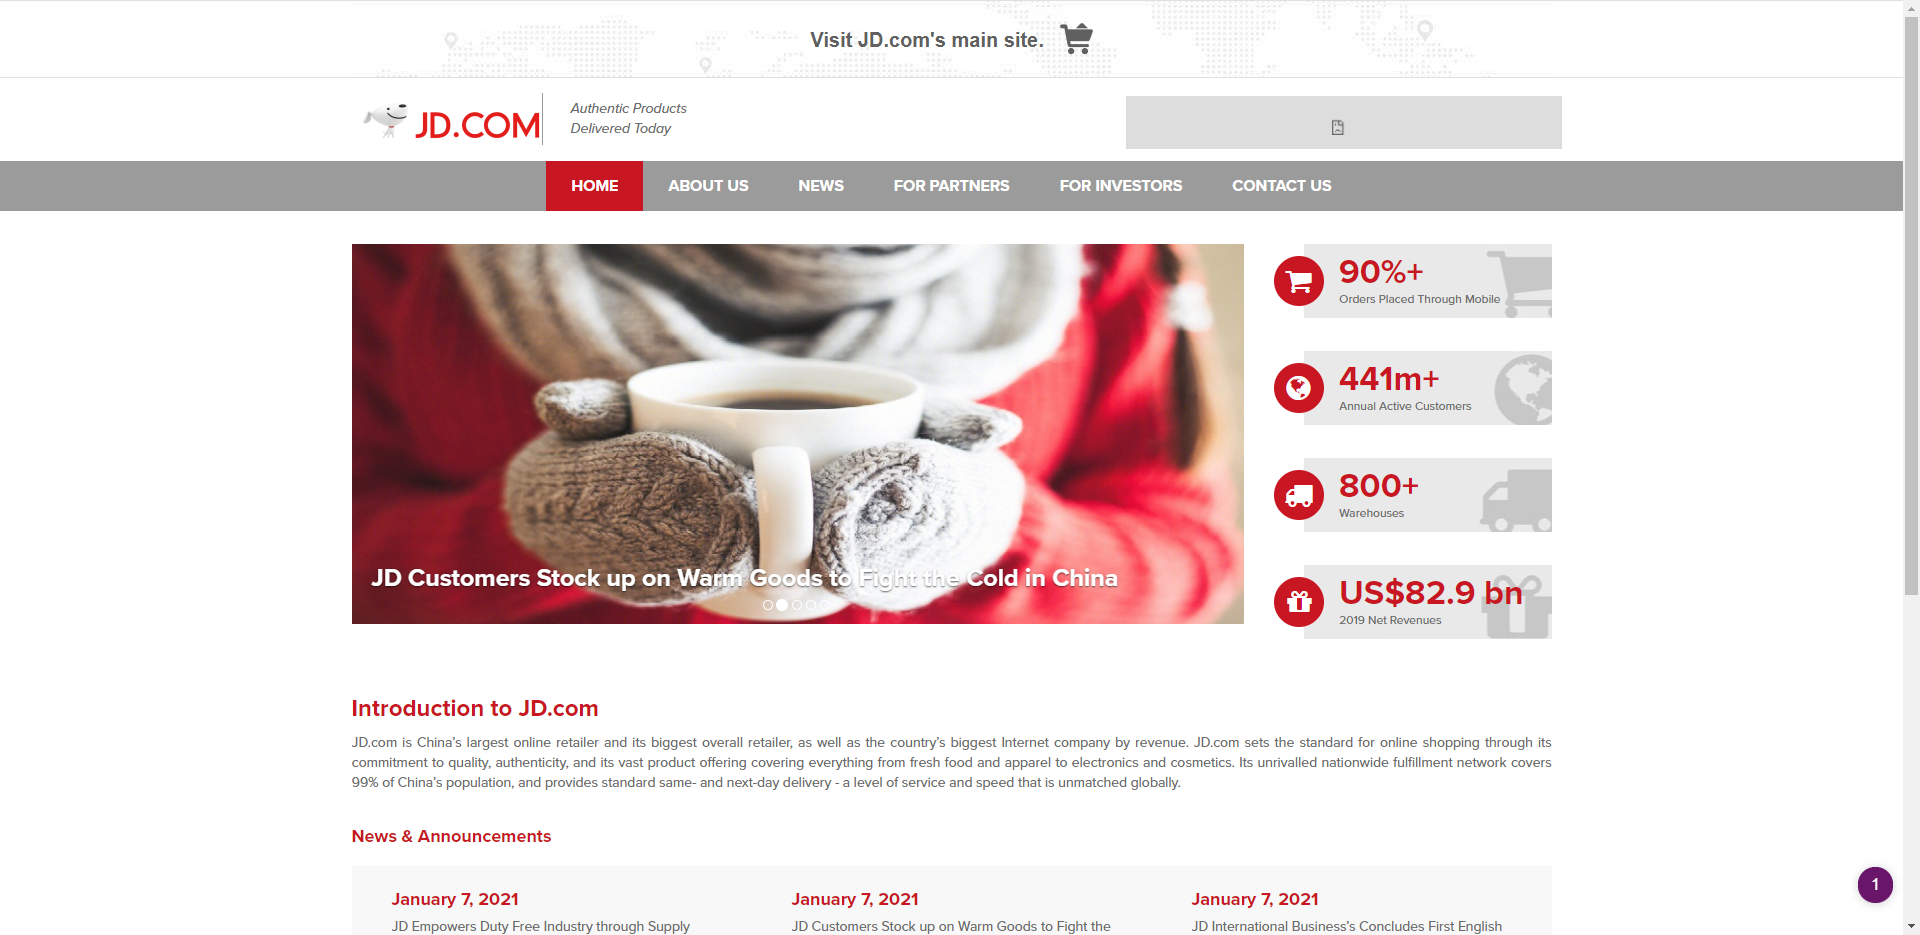 Visit JD.com's main site.
JD.COM
Authentic Products
Delivered Today
HOME
ABOUT US
NEWS
FOR PARTNERS
FOR INVESTORS
CONTACT US
JD Customers Stock up on Warm Goods to Fight the Cold in China
90%+
Orders Placed Through Mobile
441m+
Annual Active Customers
800+
Warehouses
US$82.9 bn
2019 Net Revenues
Introduction to JD.com
JD.com is China’s largest online retailer and its biggest overall retailer, as well as the country’s biggest Internet company by revenue. JD.com sets the standard for online shopping through its
commitment to quality, authenticity, and its vast product offering covering everything from fresh food and apparel to electronics and cosmetics. Its unrivalled nationwide fulfillment network covers
99% of China’s population, and provides standard same- and next-day delivery - a level of service and speed that is unmatched globally.
News & Announcements
January 7, 2021
JD Empowers Duty Free Industry through Supply
January 7, 2021
JD Customers Stock up on Warm Goods to Fight the
January 7, 2021
JD International Business’s Concludes First English
1